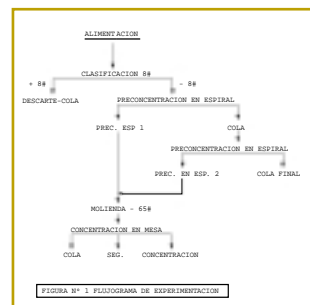 ALIMENTACION
CLASIFICACION 8#
+ 8#
- 8#
DESCARTE-COLA
PRECONCENTRACION EN ESPIRAL
PREC. ESP 1
COLA
PRECONCENTRACION EN ESPIRAL
PREC. EN ESP. 2
COLA FINAL
MOLIENDA - 65#
CONCENTRACION EN MESA
COLA
SEG.
CONCENTRACION
FIGURA Nº 1 FLUJOGRAMA DE EXPERIMENTACION